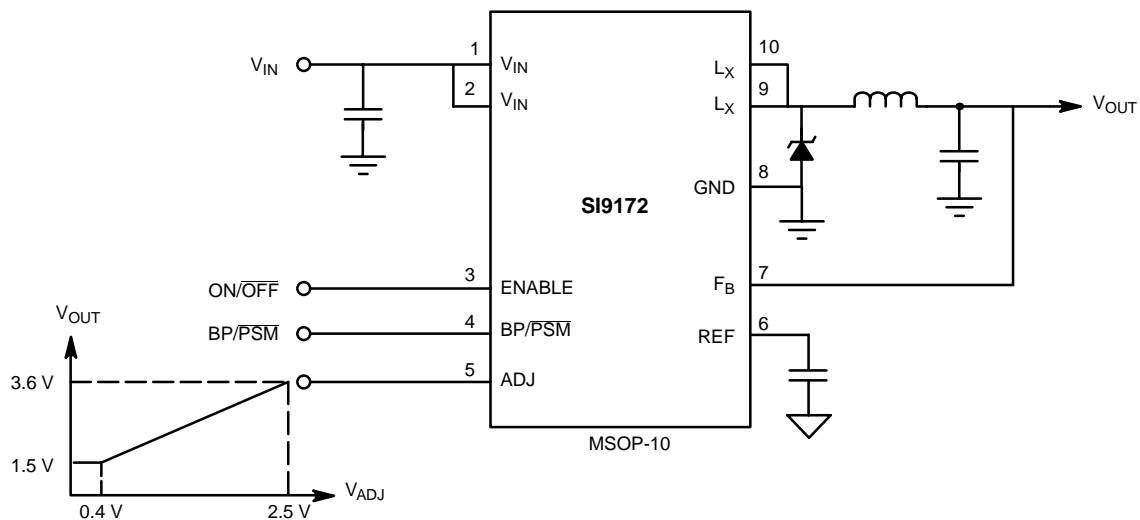 V_IN
1
V_IN
2
V_IN
10
L_X
9
L_X
V_OUT
8
GND
SI9172
7
F_B
ON/OFF
3
ENABLE
BP/PSM
4
BP/PSM
6
REF
5
ADJ
MSOP-10
V_OUT
3.6 V
1.5 V
0.4 V
2.5 V
V_ADJ